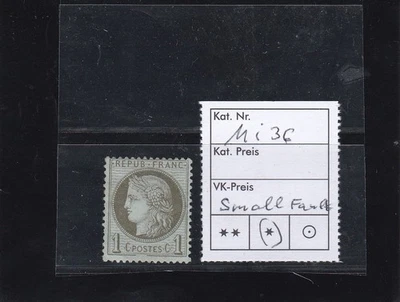 REPUB·FRANC·
1 C·POSTES·C· 1
Kat. Nr.
Mi 36
Kat. Preis
VK-Preis
Small Fault
** (*) ⊙